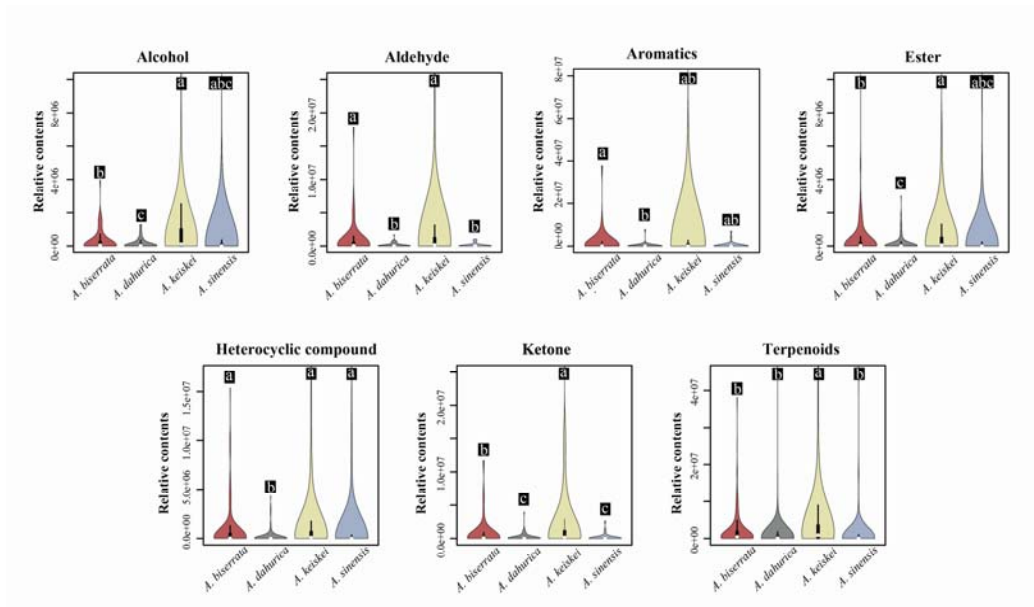 Alcohol
Relative contents
0e+00
4e+06
8e+06
b
c
a
abc
A. biserrata
A. dahurica
A. keiskei
A. sinensis
Aldehyde
Relative contents
0.0e+00
1.0e+07
2.0e+07
a
b
a
b
A. biserrata
A. dahurica
A. keiskei
A. sinensis
Aromatics
Relative contents
0e+00
2e+07
4e+07
6e+07
8e+07
a
b
ab
ab
A. biserrata
A. dahurica
A. keiskei
A. sinensis
Ester
Relative contents
0e+00
4e+06
8e+06
b
c
a
abc
A. biserrata
A. dahurica
A. keiskei
A. sinensis
Heterocyclic compound
Relative contents
0.0e+00
5.0e+06
1.0e+07
1.5e+07
a
b
a
a
A. biserrata
A. dahurica
A. keiskei
A. sinensis
Ketone
Relative contents
0.0e+00
1.0e+07
2.0e+07
b
c
a
c
A. biserrata
A. dahurica
A. keiskei
A. sinensis
Terpenoids
Relative contents
0e+00
2e+07
4e+07
b
b
a
b
A. biserrata
A. dahurica
A. keiskei
A. sinensis